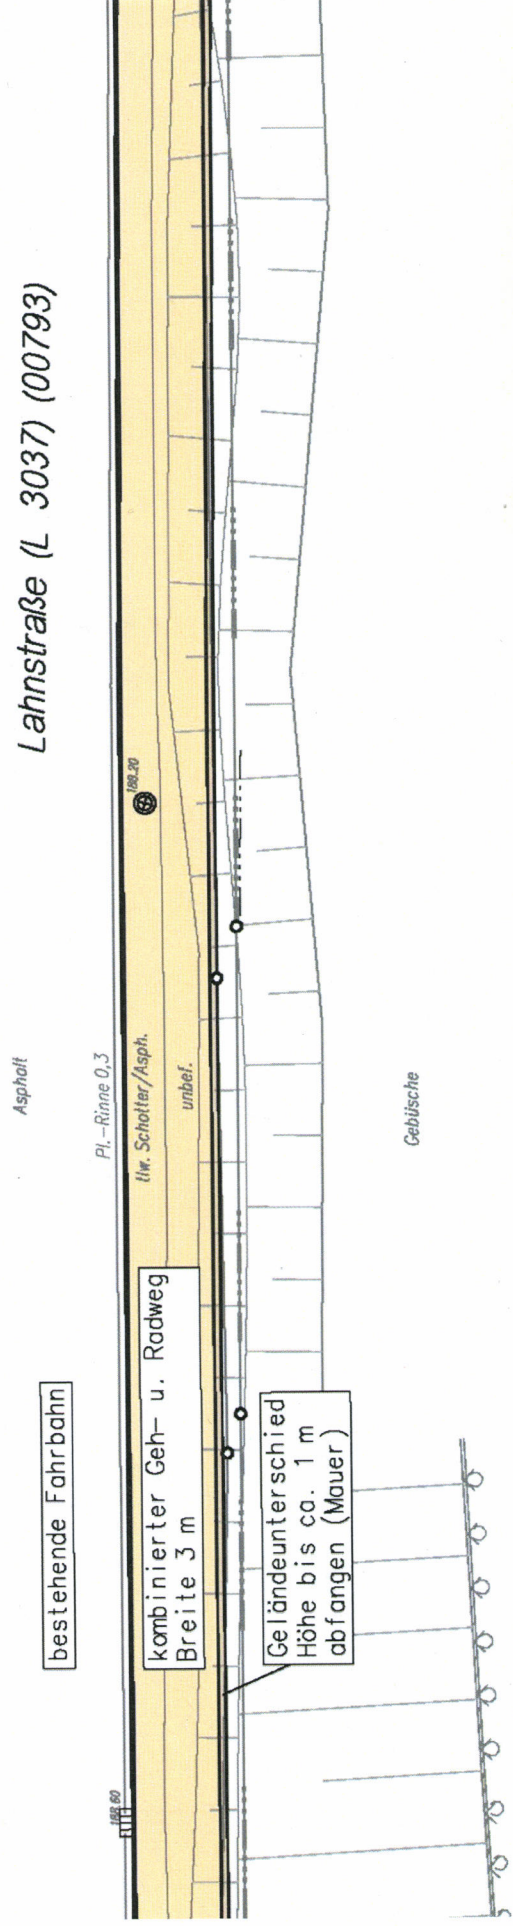 Lahnstraße (L 3037) (00793)
Asphalt
Pl.-Rinne 0,3
188.20
tlw. Schotter/Asph.
unbef.
Gebüsche
bestehende Fahrbahn
kombinierter Geh- u. Radweg
Breite 3 m
Geländeunterschied
Höhe bis ca. 1 m
abfangen (Mauer)
188.60